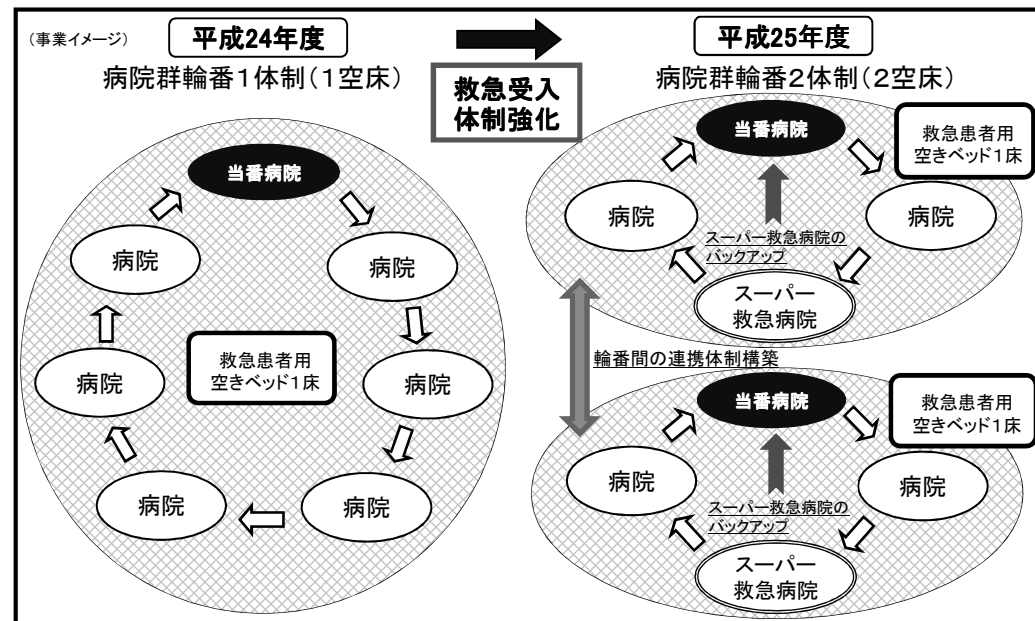 (事業イメージ)
平成24年度
病院群輪番1体制(1空床)
救急受入
体制強化
平成25年度
病院群輪番2体制(2空床)
当番病院
病院
病院
病院
病院
病院
病院
救急患者用
空きベッド1床
当番病院
救急患者用
空きベッド1床
病院
病院
スーパー救急病院の
バックアップ
スーパー
救急病院
輪番間の連携体制構築
当番病院
救急患者用
空きベッド1床
病院
病院
スーパー救急病院の
バックアップ
スーパー
救急病院